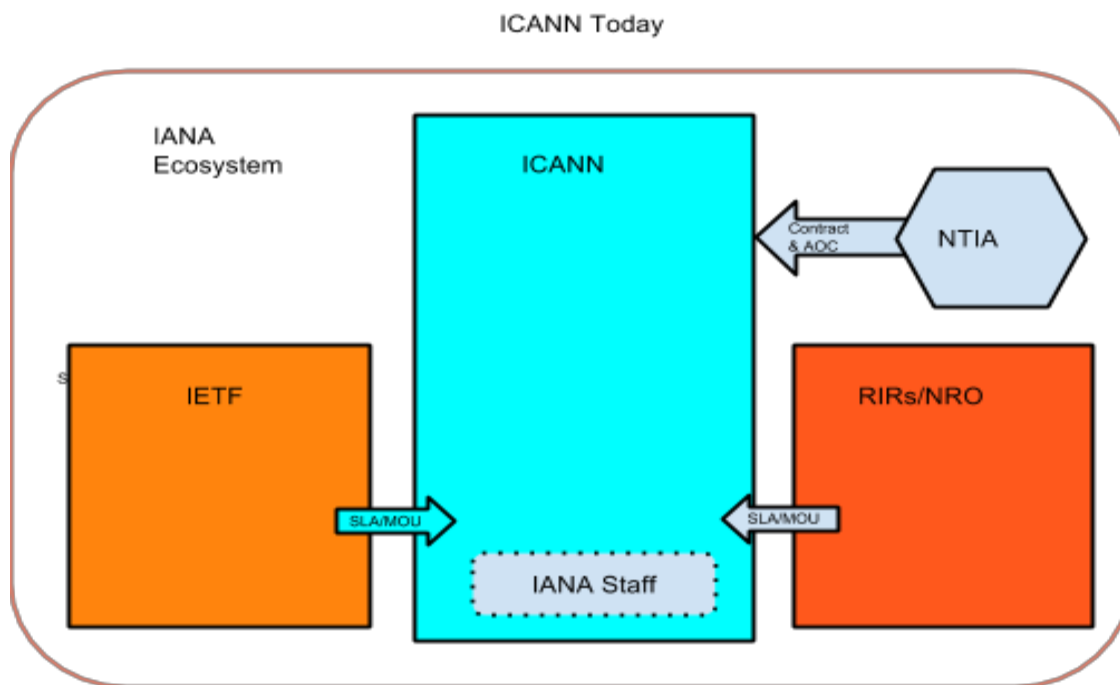 ICANN Today
IANA
Ecosystem
ICANN
Contract
& AOC
NTIA
S
IETF
RIRs/NRO
SLA/MOU
SLA/MOU
IANA Staff